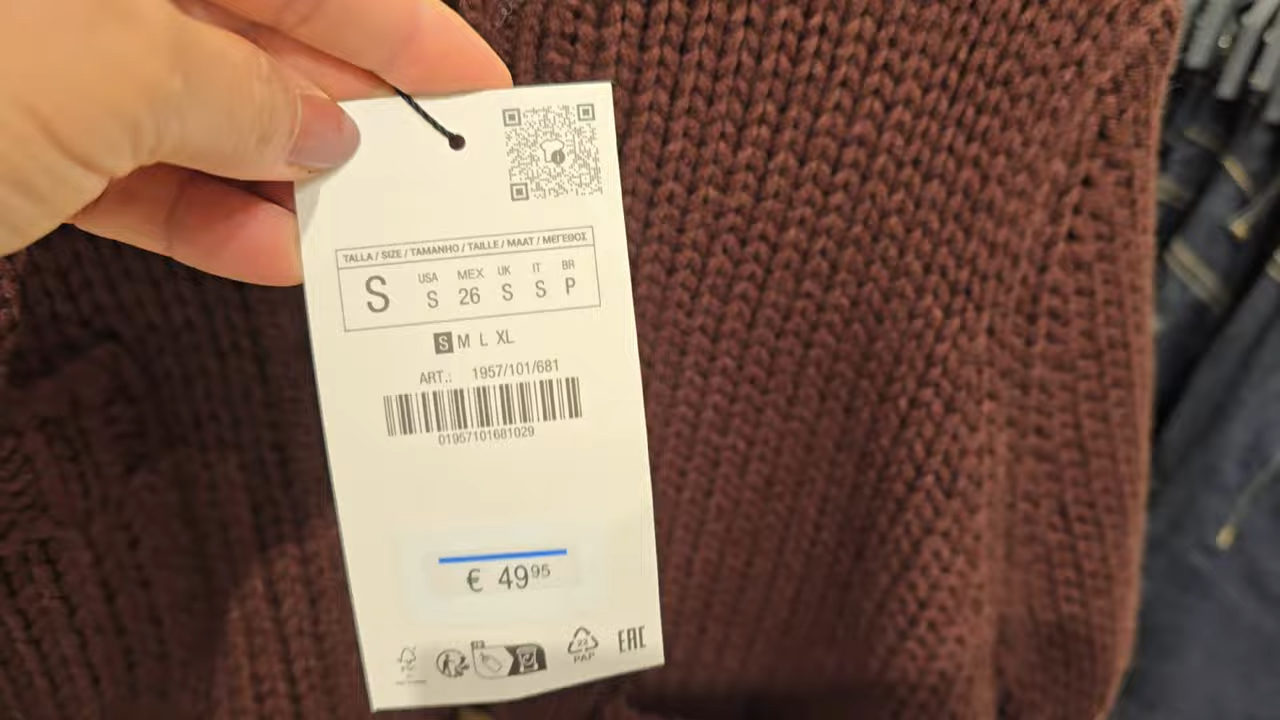 TALLA / SIZE / TAMANHO / TAILLE / MAAT / ΜΕΓΕΘΟΣ
S
USA MEX UK IT BR
S 26 S S P
S M L XL
ART.: 1957/101/681
01957101681029
€ 49 95
22
PAP
EAC